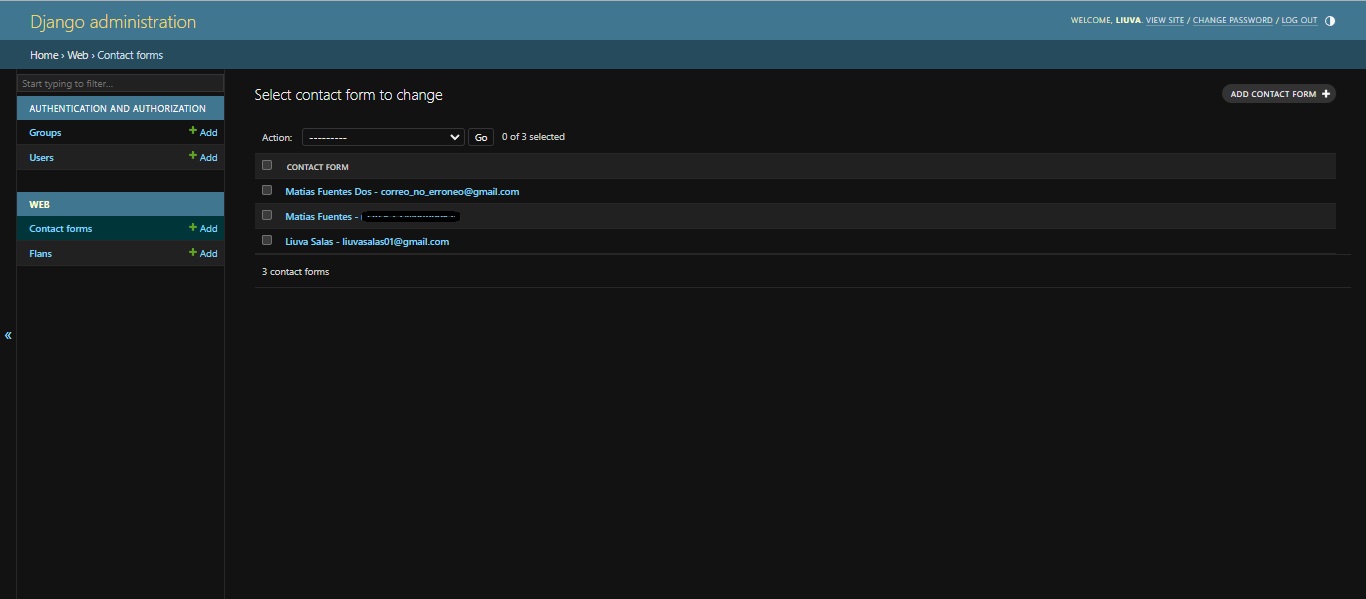 Django administration
WELCOME, LIUVA. VIEW SITE / CHANGE PASSWORD / LOG OUT
Home › Web › Contact forms
Start typing to filter...
AUTHENTICATION AND AUTHORIZATION
Groups + Add
Users + Add
WEB
Contact forms + Add
Flans + Add
«
Select contact form to change
ADD CONTACT FORM +
Action: --------- Go 0 of 3 selected
CONTACT FORM
Matias Fuentes Dos - correo_no_erroneo@gmail.com
Matias Fuentes -
Liuva Salas - liuvasalas01@gmail.com
3 contact forms